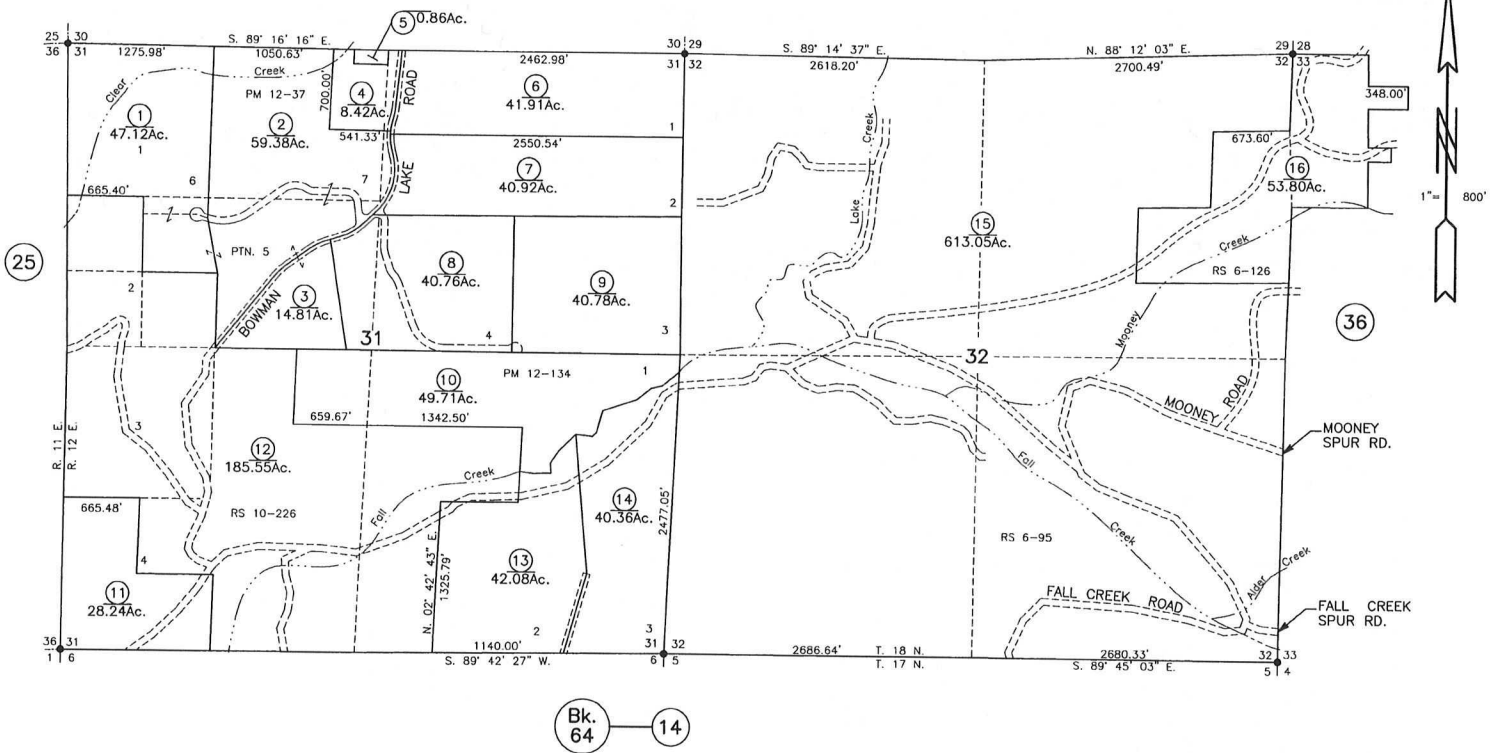 5 0.86Ac.
25 30
36 31
1275.98'
S. 89° 16' 16" E.
1050.63'
2462.98'
30 29
31 32
S. 89° 14' 37" E.
2618.20'
N. 88° 12' 03" E.
2700.49'
29 28
32 33
348.00'
Clear
Creek
PM 12-37
700.00'
4
8.42Ac.
ROAD
6
41.91Ac.
1
1
47.12Ac.
1
2
59.38Ac.
541.33'
2550.54'
LAKE
7
40.92Ac.
2
Creek
Lake
673.60'
16
53.80Ac.
1"= 800'
665.40'
6
7
PTN. 5
15
613.05Ac.
Creek
Mooney
RS 6-126
25
2
BOWMAN
3
14.81Ac.
8
40.76Ac.
4
9
40.78Ac.
3
36
31
32
10
49.71Ac.
PM 12-134
1
659.67'
1342.50'
MOONEY ROAD
MOONEY
SPUR RD.
R. 11 E.
R. 12 E.
3
12
185.55Ac.
Creek
Fall
665.48'
RS 10-226
14
40.36Ac.
2477.05'
Fall
Creek
RS 6-95
4
11
28.24Ac.
N. 02° 42' 43" E.
1325.79'
13
42.08Ac.
Alder Creek
FALL CREEK ROAD
FALL CREEK
SPUR RD.
36 31
1 6
1140.00'
2
3
S. 89° 42' 27" W.
31 32
6 5
2686.64'
T. 18 N.
T. 17 N.
2680.33'
S. 89° 45' 03" E.
32 33
5 4
Bk.
64
14